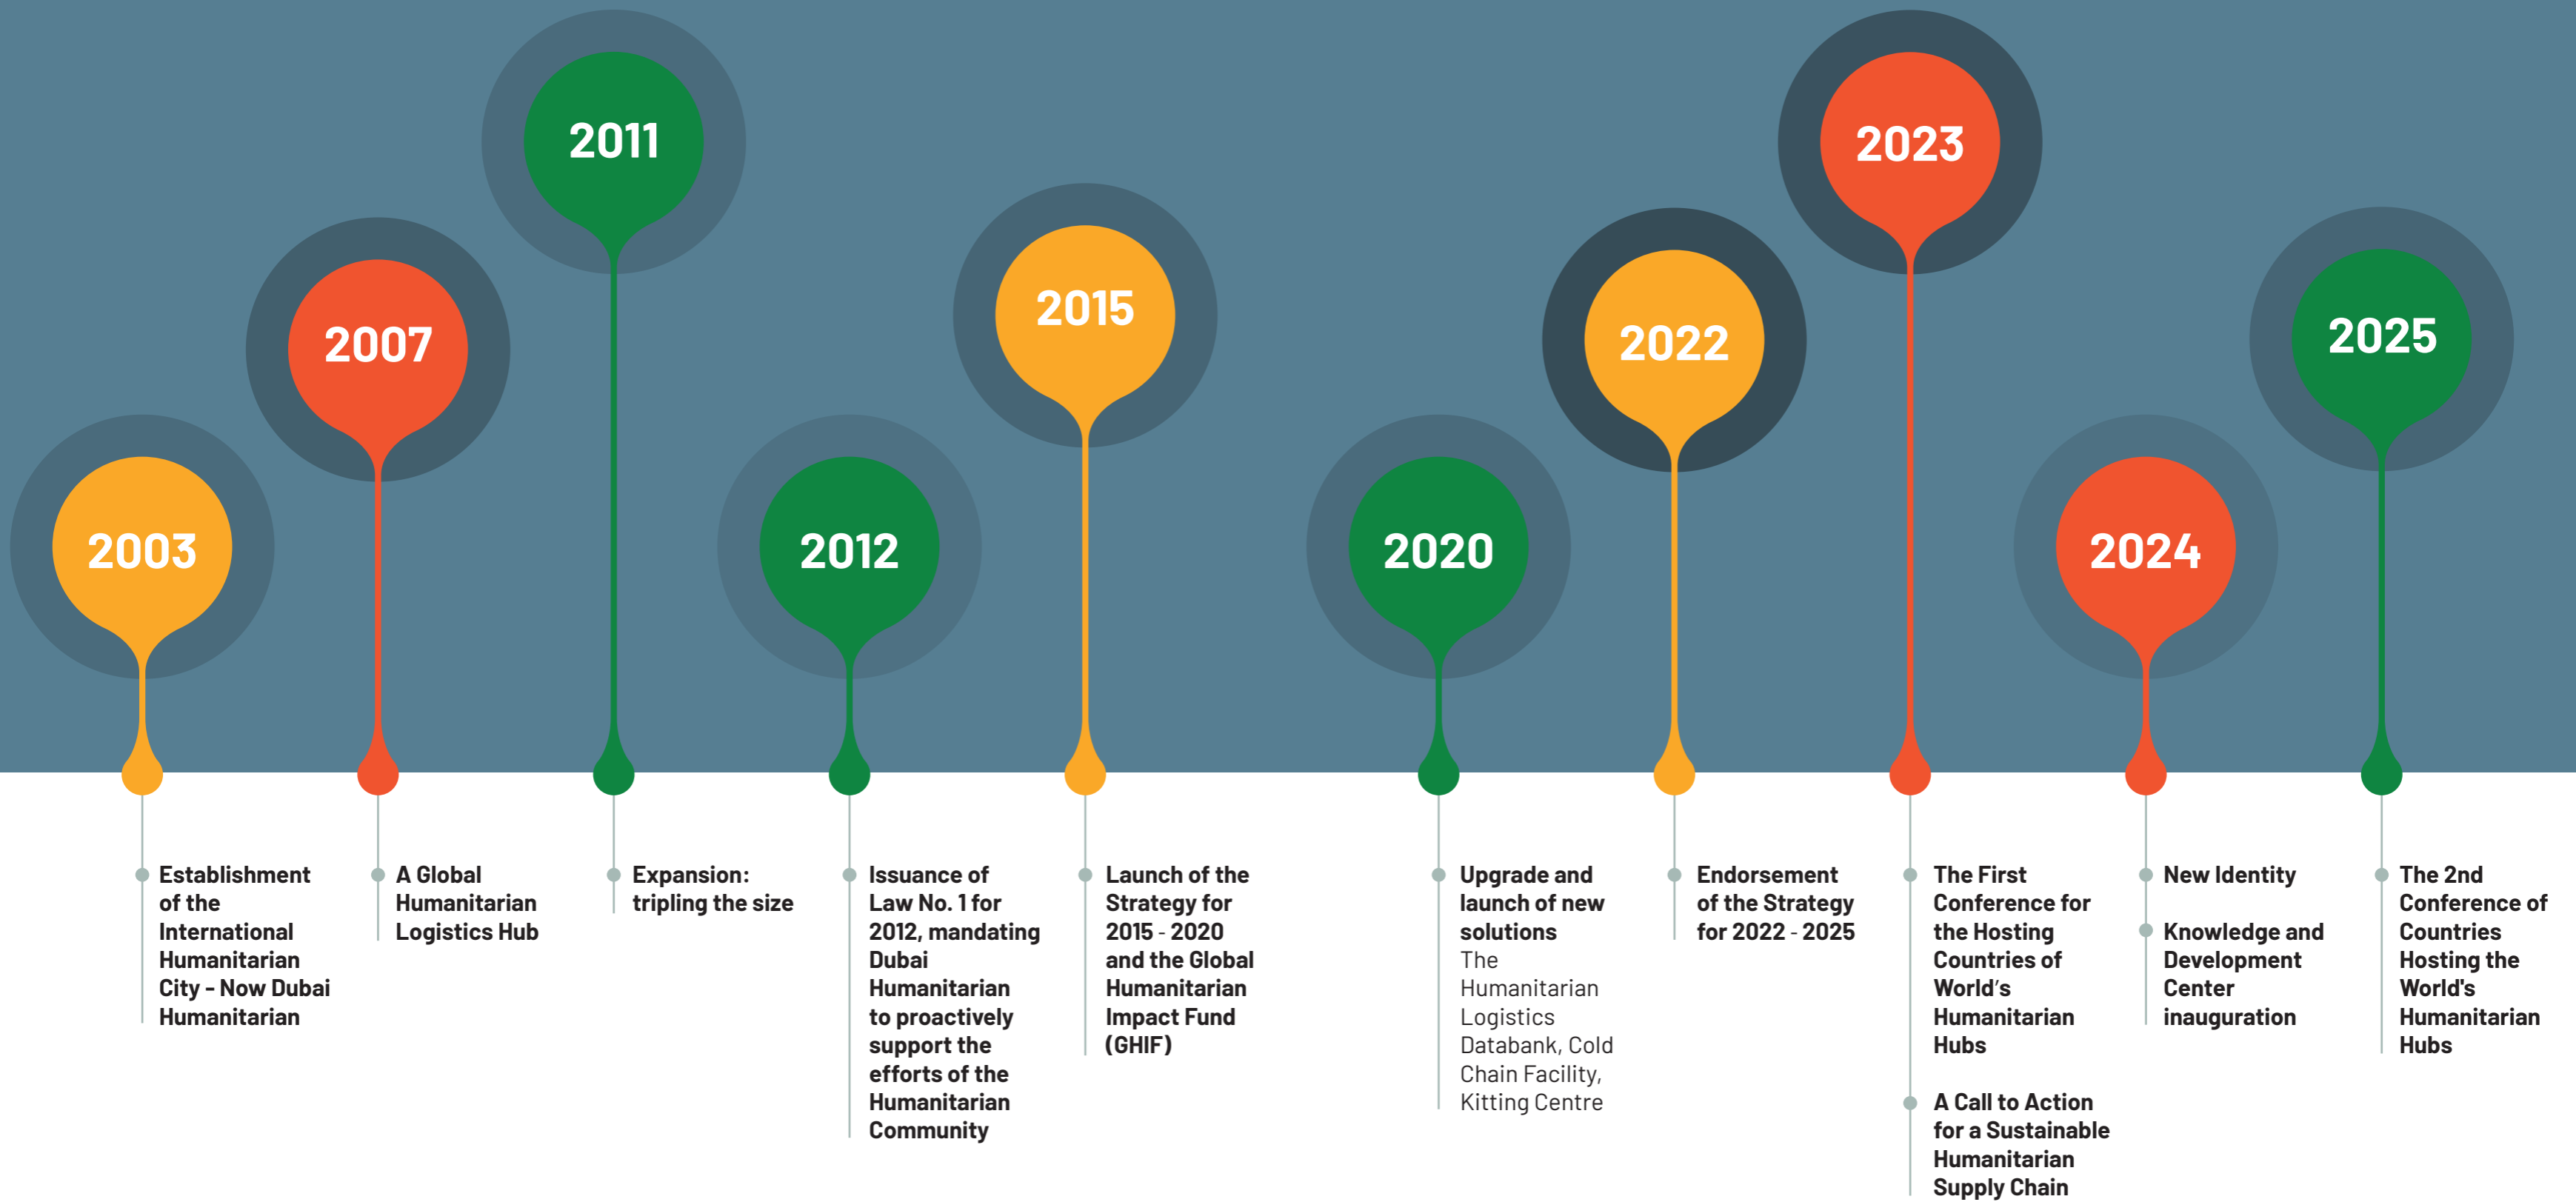 2003
Establishment
of the
International
Humanitarian
City - Now Dubai
Humanitarian
2007
A Global
Humanitarian
Logistics Hub
2011
Expansion:
tripling the size
2012
Issuance of
Law No. 1 for
2012, mandating
Dubai
Humanitarian
to proactively
support the
efforts of the
Humanitarian
Community
2015
Launch of the
Strategy for
2015 - 2020
and the Global
Humanitarian
Impact Fund
(GHIF)
2020
Upgrade and
launch of new
solutions
The
Humanitarian
Logistics
Databank, Cold
Chain Facility,
Kitting Centre
2022
Endorsement
of the Strategy
for 2022 - 2025
2023
The First
Conference for
the Hosting
Countries of
World’s
Humanitarian
Hubs
A Call to Action
for a Sustainable
Humanitarian
Supply Chain
2024
New Identity
Knowledge and
Development
Center
inauguration
2025
The 2nd
Conference of
Countries
Hosting the
World's
Humanitarian
Hubs